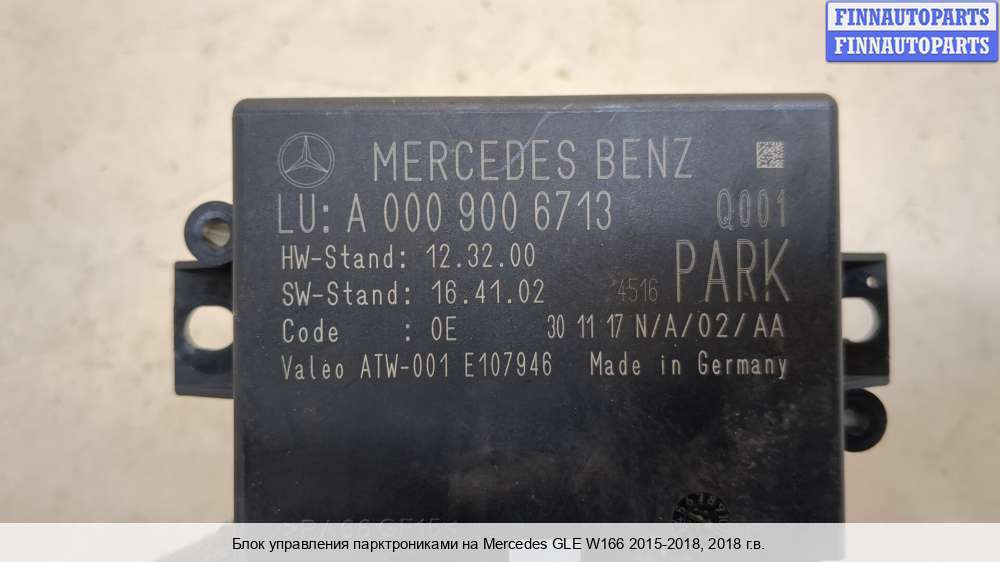 FINNAUTOPARTS
FINNAUTOPARTS
MERCEDES BENZ
LU: A 000 900 6713 Q001
HW-Stand: 12.32.00
SW-Stand: 16.41.02 4516 PARK
Code : 0E 30 11 17 N/A/02/AA
Valeo ATW-001 E107946 Made in Germany
Блок управления парктрониками на Mercedes GLE W166 2015-2018, 2018 г.в.